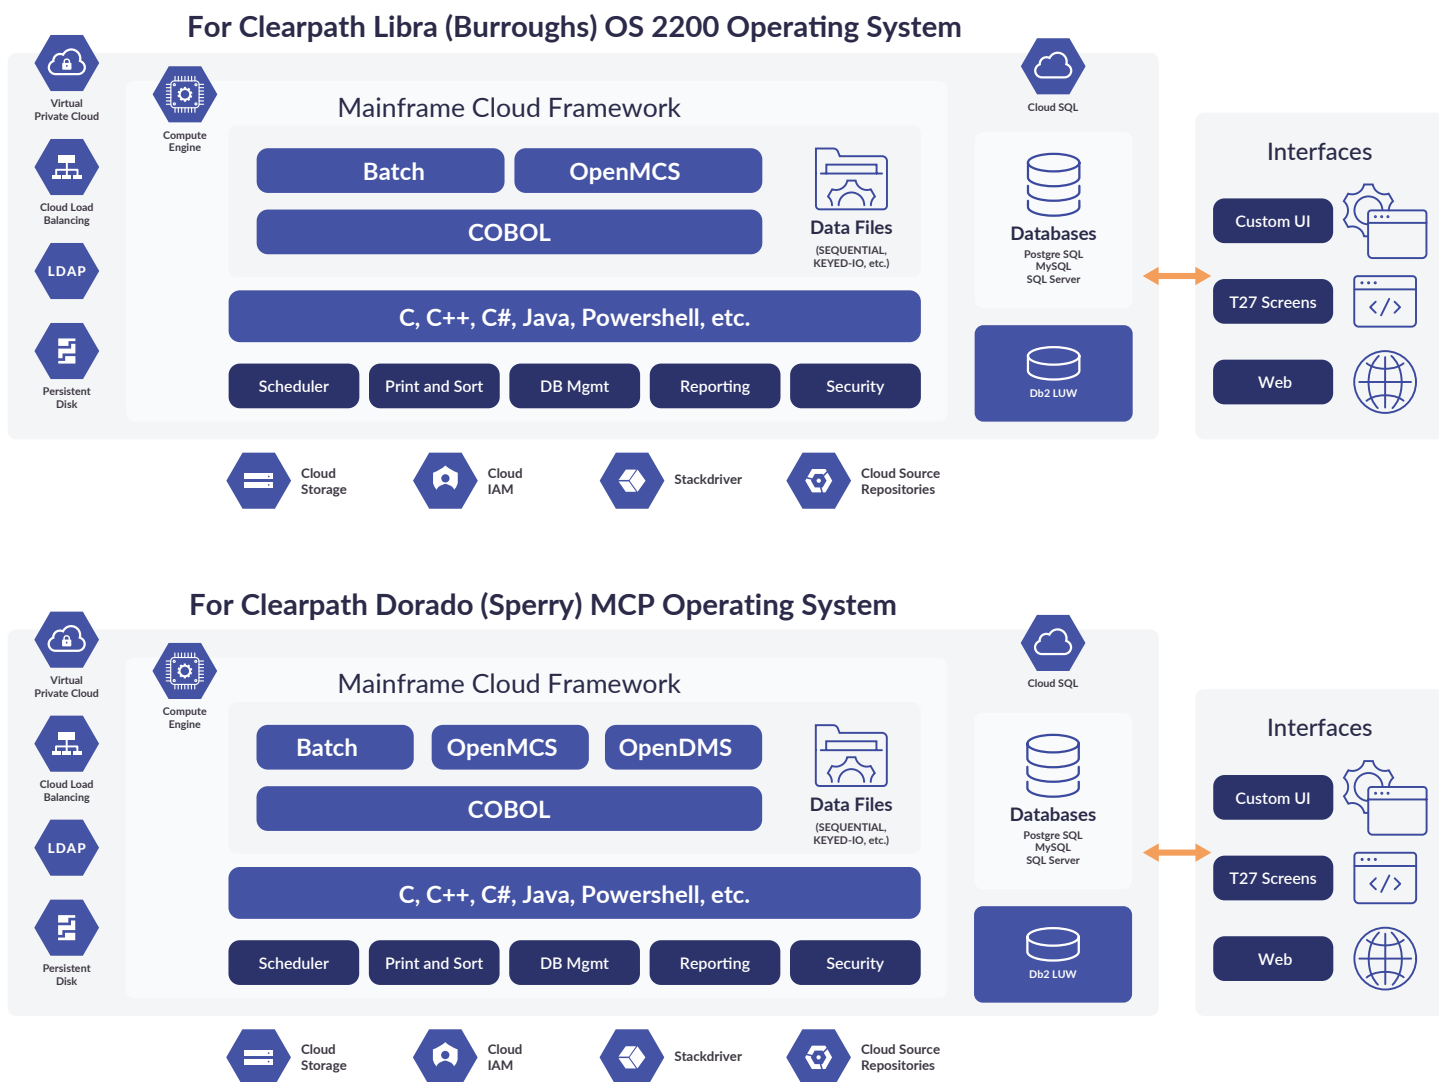 For Clearpath Libra (Burroughs) OS 2200 Operating System
Virtual
Private Cloud
Cloud Load
Balancing
LDAP
Persistent
Disk
Compute
Engine
Mainframe Cloud Framework
Batch
OpenMCS
COBOL
Data Files
(SEQUENTIAL,
KEYED-IO, etc.)
C, C++, C#, Java, Powershell, etc.
Scheduler
Print and Sort
DB Mgmt
Reporting
Security
Cloud SQL
Databases
Postgre SQL
MySQL
SQL Server
Db2 LUW
Interfaces
Custom UI
T27 Screens
</>
Web
Cloud
Storage
Cloud
IAM
Stackdriver
Cloud Source
Repositories
For Clearpath Dorado (Sperry) MCP Operating System
Virtual
Private Cloud
Cloud Load
Balancing
LDAP
Persistent
Disk
Compute
Engine
Mainframe Cloud Framework
Batch
OpenMCS
OpenDMS
COBOL
Data Files
(SEQUENTIAL,
KEYED-IO, etc.)
C, C++, C#, Java, Powershell, etc.
Scheduler
Print and Sort
DB Mgmt
Reporting
Security
Cloud SQL
Databases
Postgre SQL
MySQL
SQL Server
Db2 LUW
Interfaces
Custom UI
T27 Screens
</>
Web
Cloud
Storage
Cloud
IAM
Stackdriver
Cloud Source
Repositories